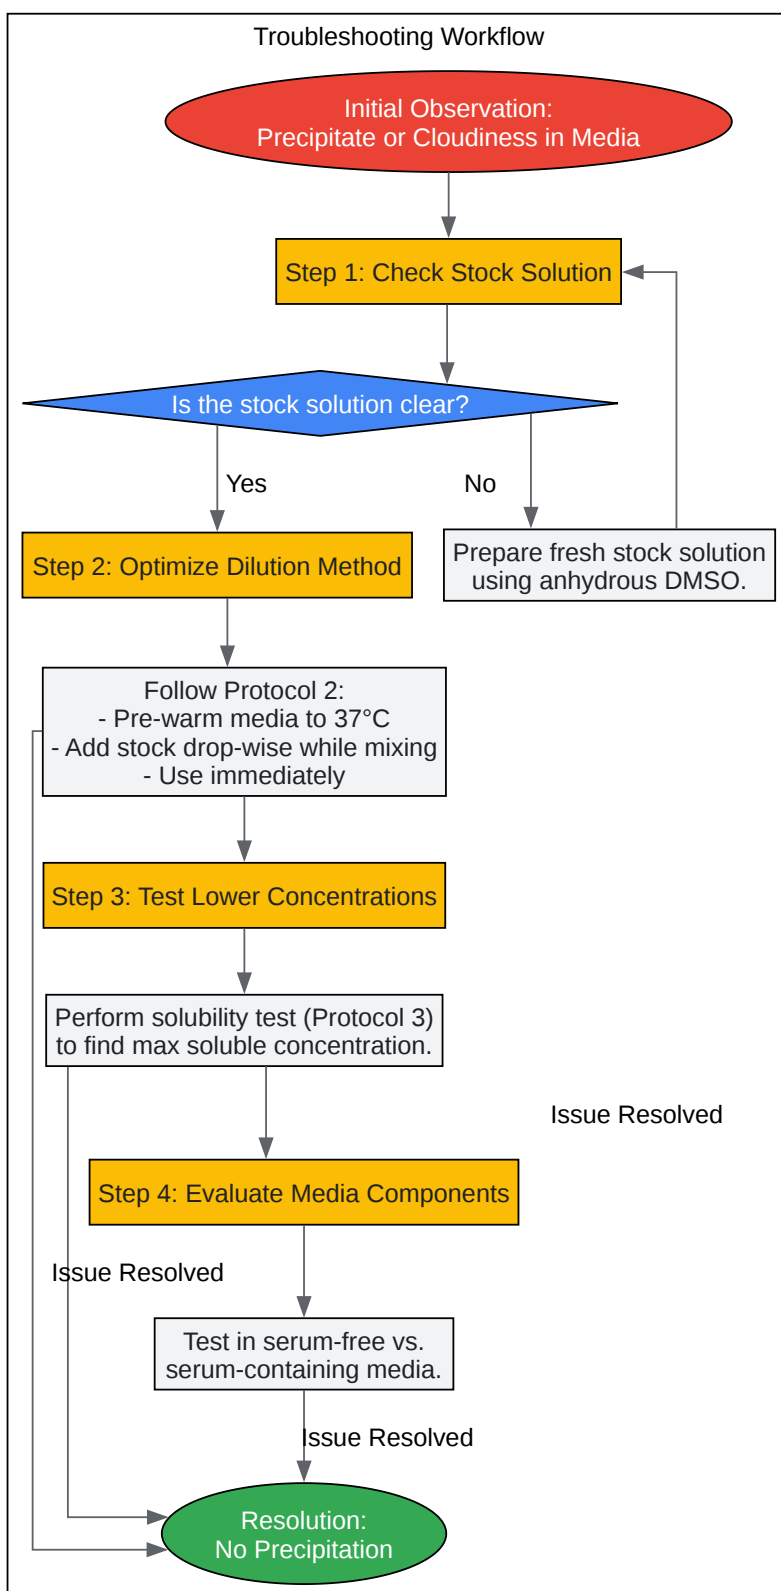 Troubleshooting Workflow
Initial Observation:
Precipitate or Cloudiness in Media
Step 1: Check Stock Solution
Is the stock solution clear?
Yes
No
Step 2: Optimize Dilution Method
Prepare fresh stock solution
using anhydrous DMSO.
Follow Protocol 2:
- Pre-warm media to 37°C
- Add stock drop-wise while mixing
- Use immediately
Step 3: Test Lower Concentrations
Perform solubility test (Protocol 3)
to find max soluble concentration.
Issue Resolved
Step 4: Evaluate Media Components
Issue Resolved
Test in serum-free vs.
serum-containing media.
Issue Resolved
Resolution:
No Precipitation